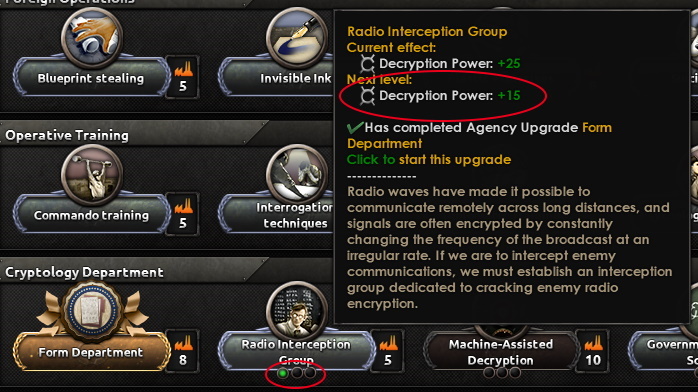 Foreign Operations
Blueprint stealing
5
Invisible Ink
Operative Training
Commando training
5
Interrogation
techniques
Cryptology Department
Form Department
8
Radio Interception
Group
5
Machine-Assisted
Decryption
10
Radio Interception Group
Current effect:
Decryption Power: +25
Next level:
Decryption Power: +15
Has completed Agency Upgrade Form
Department
Click to start this upgrade
--------------
Radio waves have made it possible to
communicate remotely across long distances, and
signals are often encrypted by constantly
changing the frequency of the broadcast at an
irregular rate. If we are to intercept enemy
communications, we must establish an interception
group dedicated to cracking enemy radio
encryption.